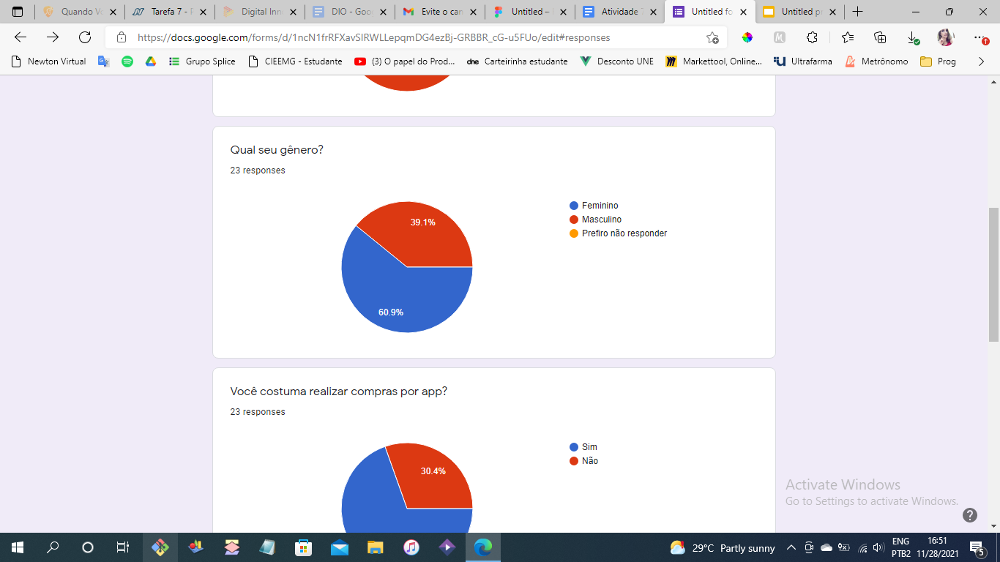 Quando Vo
Tarefa 7 - P
Digital Inn
DIO - Goo
Evite o can
Untitled –
Atividade 7
Untitled fo
Untitled pr
https://docs.google.com/forms/d/1ncN1frRFXavSIRWLLepqmDG4ezBj-GRBBR_cG-u5FUo/edit#responses
Newton Virtual
Grupo Splice
CIEEMG - Estudante
(3) O papel do Prod...
dne Carteirinha estudante
Desconto UNE
Markettool, Online...
Ultrafarma
Metrônomo
Prog
Qual seu gênero?
23 responses
39.1%
60.9%
Feminino
Masculino
Prefiro não responder
Você costuma realizar compras por app?
23 responses
30.4%
Sim
Não
Activate Windows
Go to Settings to activate Windows.
29°C Partly sunny
ENG
PTB2
16:51
11/28/2021
5